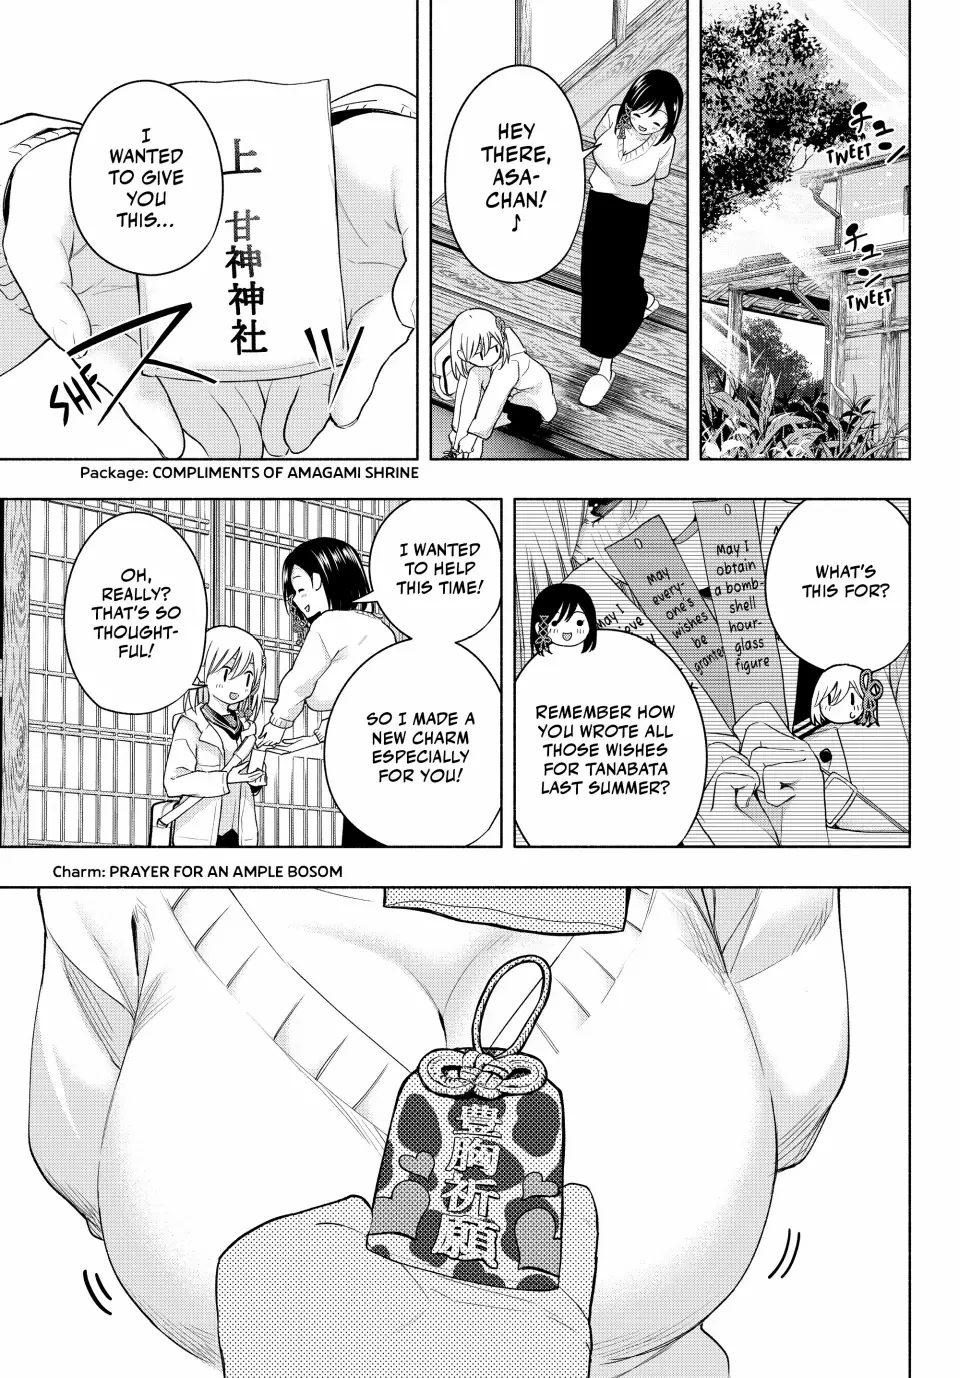 チュン
TWEET
チュン
TWEET
HEY
THERE,
ASA-
CHAN!
♪
I
WANTED
TO GIVE
YOU
THIS...
上
甘神神社
SHF
Package: COMPLIMENTS OF AMAGAMI SHRINE
WHAT'S
THIS FOR?
May I
obtain
a bomb-
shell
hour-
glass
figure
May
every-
one's
wishes
be
grante
May I
REMEMBER HOW
YOU WROTE ALL
THOSE WISHES
FOR TANABATA
LAST SUMMER?
I WANTED
TO HELP
THIS TIME!
SO I MADE A
NEW CHARM
ESPECIALLY
FOR YOU!
OH,
REALLY?
THAT'S SO
THOUGHT-
FUL!
Charm: PRAYER FOR AN AMPLE BOSOM
豊胸祈願